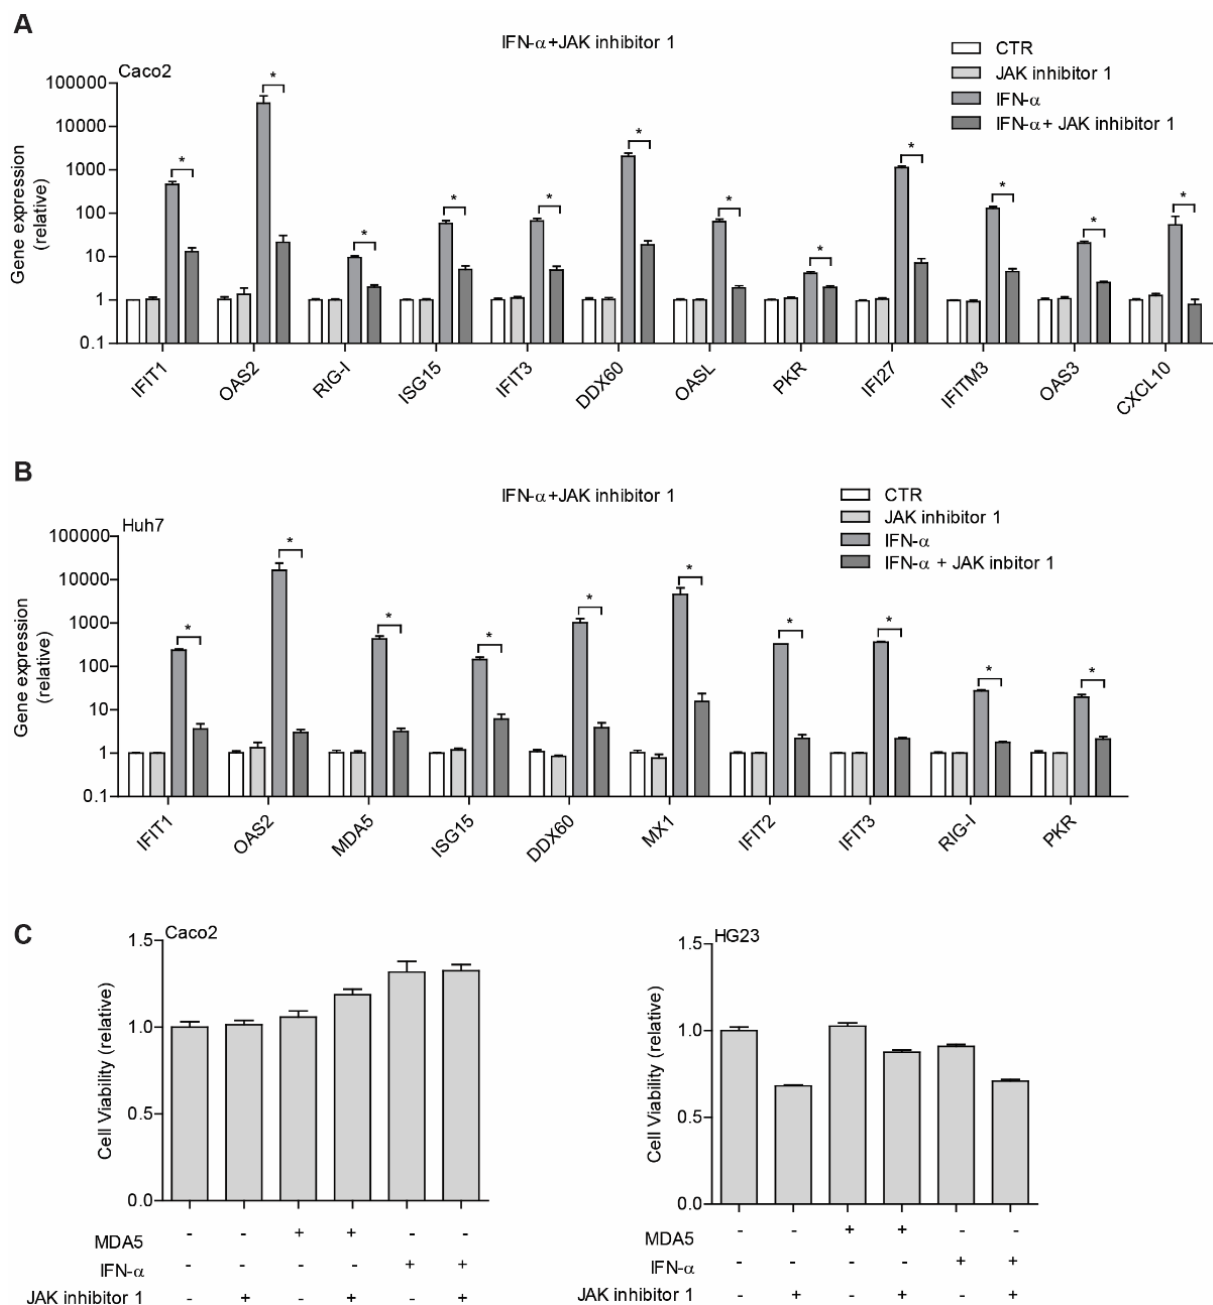 A
IFN-α+JAK inhibitor 1
CTR
JAK inhibitor 1
IFN-α
IFN-α+ JAK inhibitor 1
Caco2
Gene expression
(relative)
100000
10000
1000
100
10
1
0.1
* * * * * * * * * * * *
IFIT1 OAS2 RIG-I ISG15 IFIT3 DDX60 OASL PKR IFI27 IFITM3 OAS3 CXCL10
B
IFN-α+JAK inhibitor 1
CTR
JAK inhibitor 1
IFN-α
IFN-α + JAK inbitor 1
Huh7
Gene expression
(relative)
100000
10000
1000
100
10
1
0.1
* * * * * * * * * *
IFIT1 OAS2 MDA5 ISG15 DDX60 MX1 IFIT2 IFIT3 RIG-I PKR
C
Caco2
Cell Viability (relative)
1.5
1.0
0.5
0.0
MDA5 - - + + - -
IFN-α - - - - + +
JAK inhibitor 1 - + - + - +
HG23
Cell Viability (relative)
1.5
1.0
0.5
0.0
MDA5 - - + + - -
IFN-α - - - - + +
JAK inhibitor 1 - + - + - +